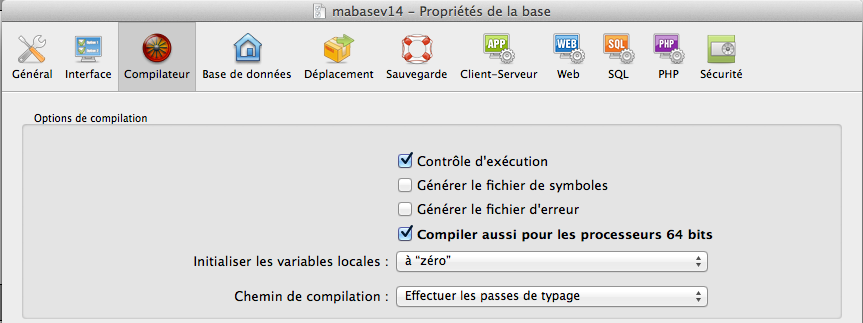 mabasev14 – Propriétés de la base
Général Interface Compilateur Base de données Déplacement Sauvegarde Client-Serveur Web SQL PHP Sécurité
APP WEB SQL PHP
Options de compilation
Contrôle d'exécution
Générer le fichier de symboles
Générer le fichier d'erreur
Compiler aussi pour les processeurs 64 bits
Initialiser les variables locales : à "zéro"
Chemin de compilation : Effectuer les passes de typage